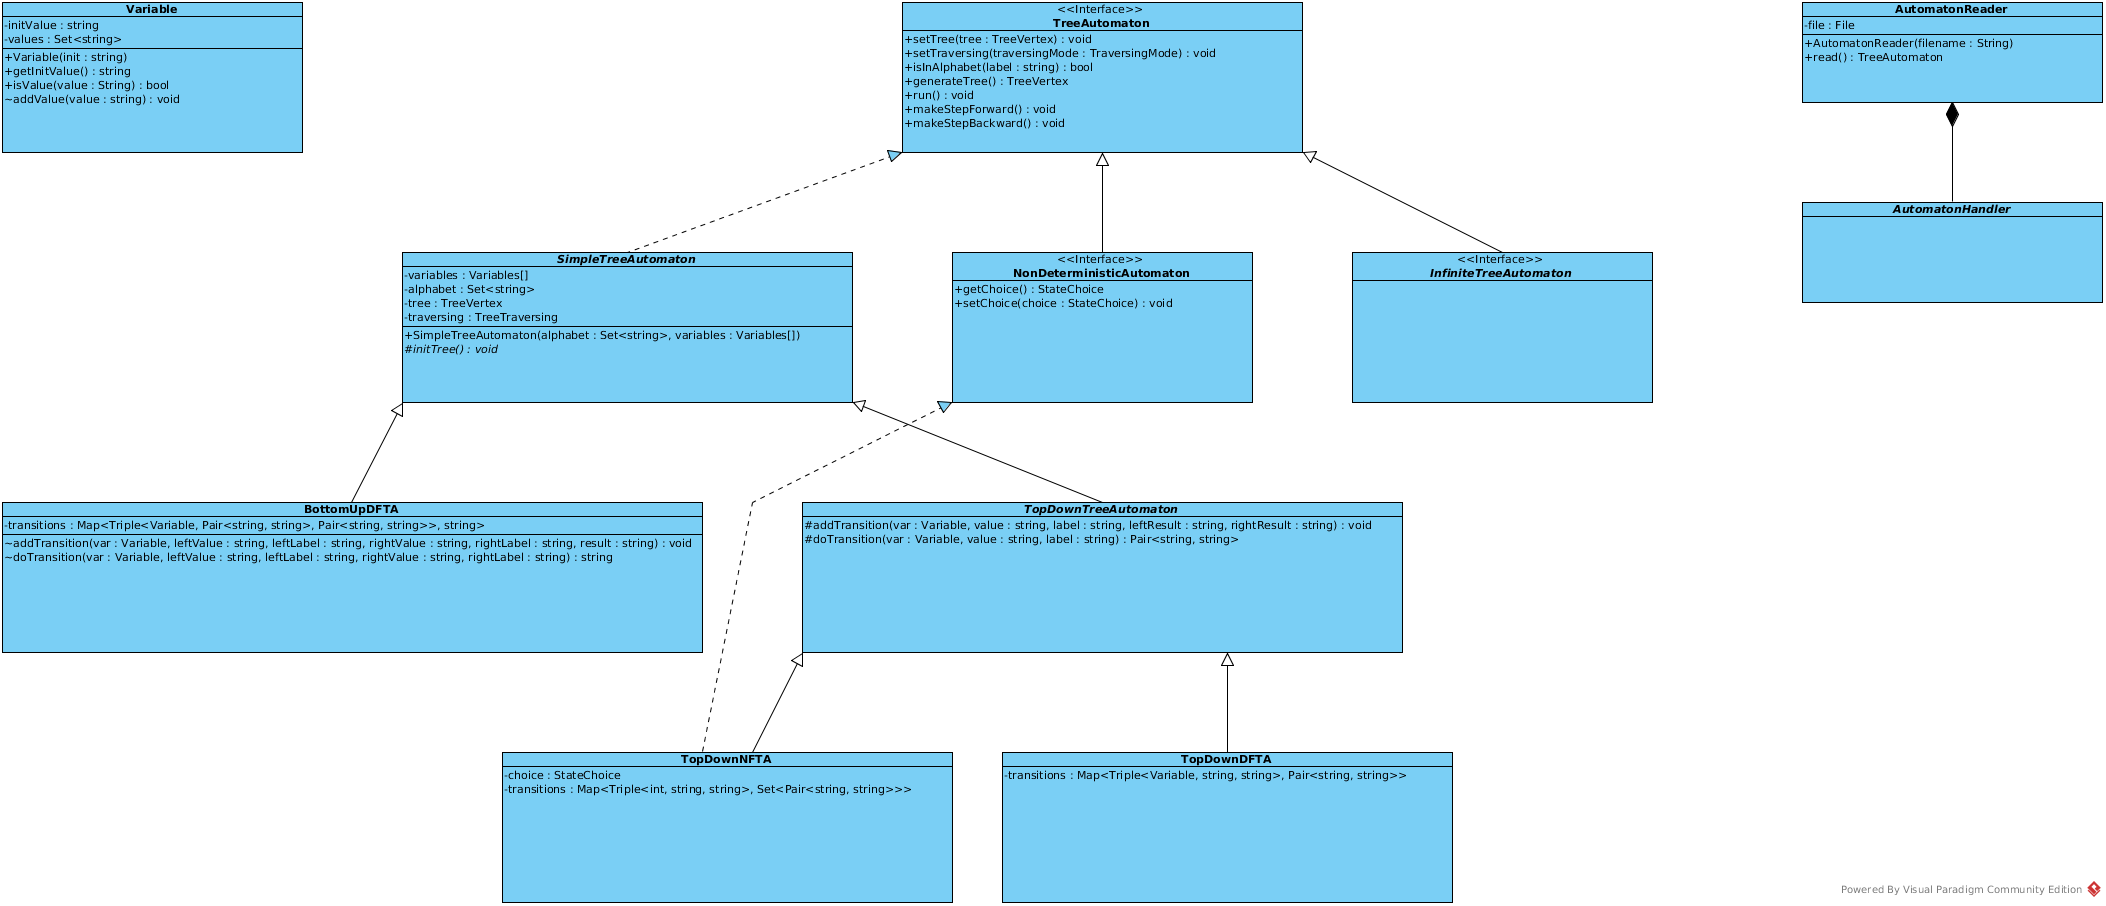 Variable
-initValue : string
-values : Set<string>
+Variable(init : string)
+getInitValue() : string
+isValue(value : String) : bool
~addValue(value : string) : void
<<Interface>>
TreeAutomaton
+setTree(tree : TreeVertex) : void
+setTraversing(traversingMode : TraversingMode) : void
+isInAlphabet(label : string) : bool
+generateTree() : TreeVertex
+run() : void
+makeStepForward() : void
+makeStepBackward() : void
AutomatonReader
-file : File
+AutomatonReader(filename : String)
+read() : TreeAutomaton
AutomatonHandler
SimpleTreeAutomaton
-variables : Variables[]
-alphabet : Set<string>
-tree : TreeVertex
-traversing : TreeTraversing
+SimpleTreeAutomaton(alphabet : Set<string>, variables : Variables[])
#initTree() : void
<<Interface>>
NonDeterministicAutomaton
+getChoice() : StateChoice
+setChoice(choice : StateChoice) : void
<<Interface>>
InfiniteTreeAutomaton
BottomUpDFTA
-transitions : Map<Triple<Variable, Pair<string, string>, Pair<string, string>>, string>
~addTransition(var : Variable, leftValue : string, leftLabel : string, rightValue : string, rightLabel : string, result : string) : void
~doTransition(var : Variable, leftValue : string, leftLabel : string, rightValue : string, rightLabel : string) : string
TopDownTreeAutomaton
#addTransition(var : Variable, value : string, label : string, leftResult : string, rightResult : string) : void
#doTransition(var : Variable, value : string, label : string) : Pair<string, string>
TopDownNFTA
-choice : StateChoice
-transitions : Map<Triple<int, string, string>, Set<Pair<string, string>>>
TopDownDFTA
-transitions : Map<Triple<Variable, string, string>, Pair<string, string>>
Powered By Visual Paradigm Community Edition